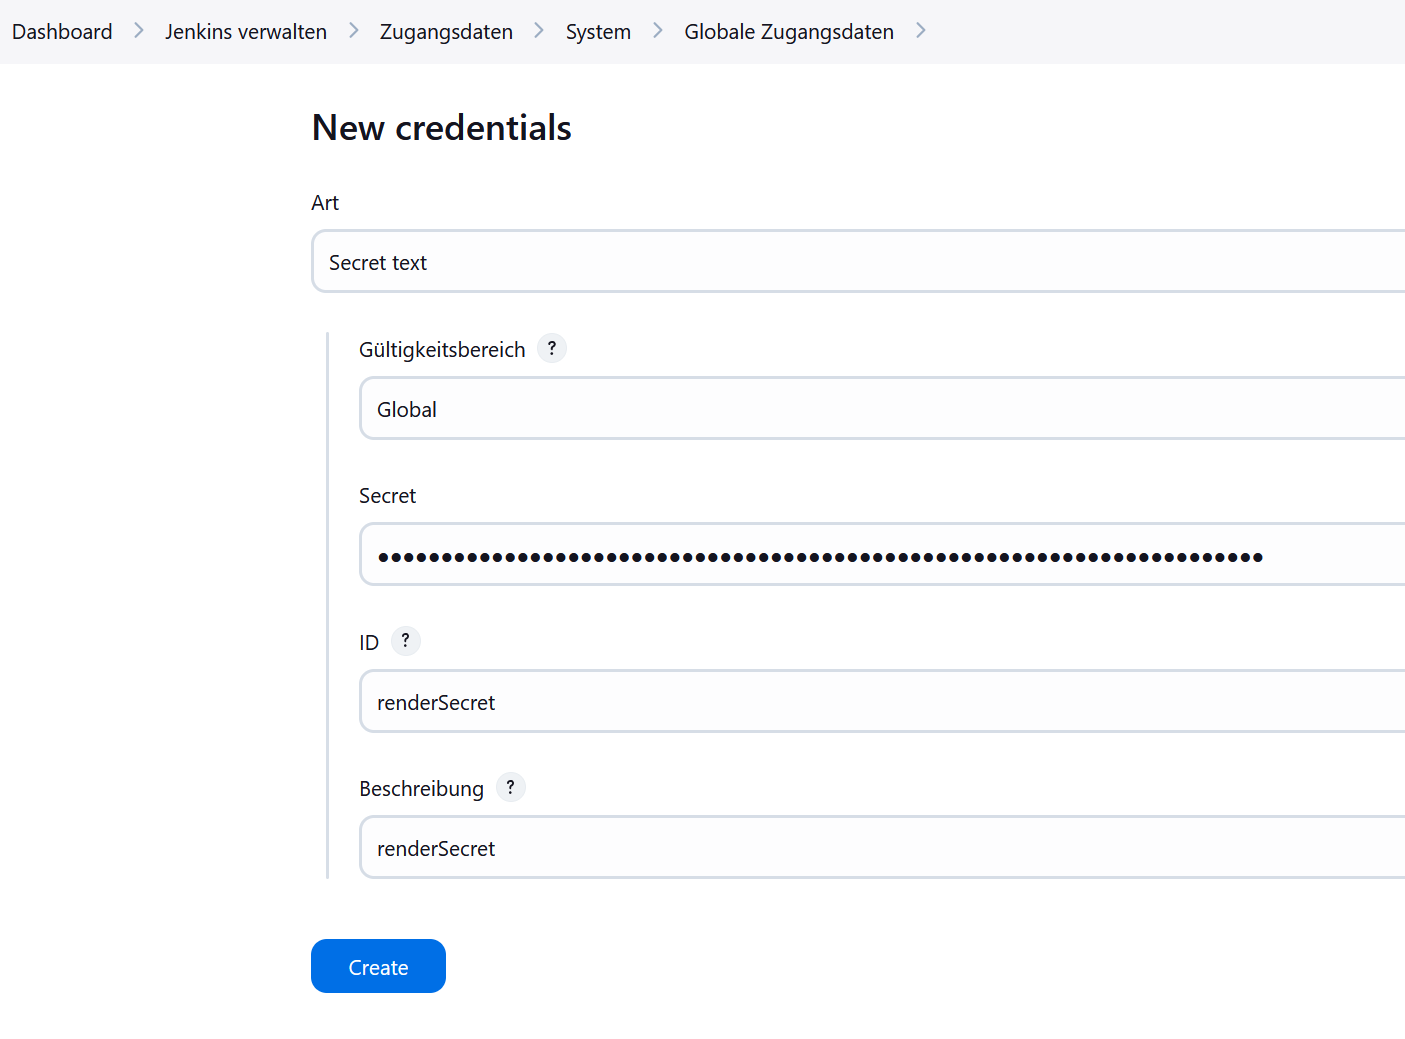 Dashboard > Jenkins verwalten > Zugangsdaten > System > Globale Zugangsdaten >
New credentials
Art
Secret text
Gültigkeitsbereich ?
Global
Secret
••••••••••••••••••••••••••••••••••••••••••••••••••••••••••••••••••••••
ID ?
renderSecret
Beschreibung ?
renderSecret
Create